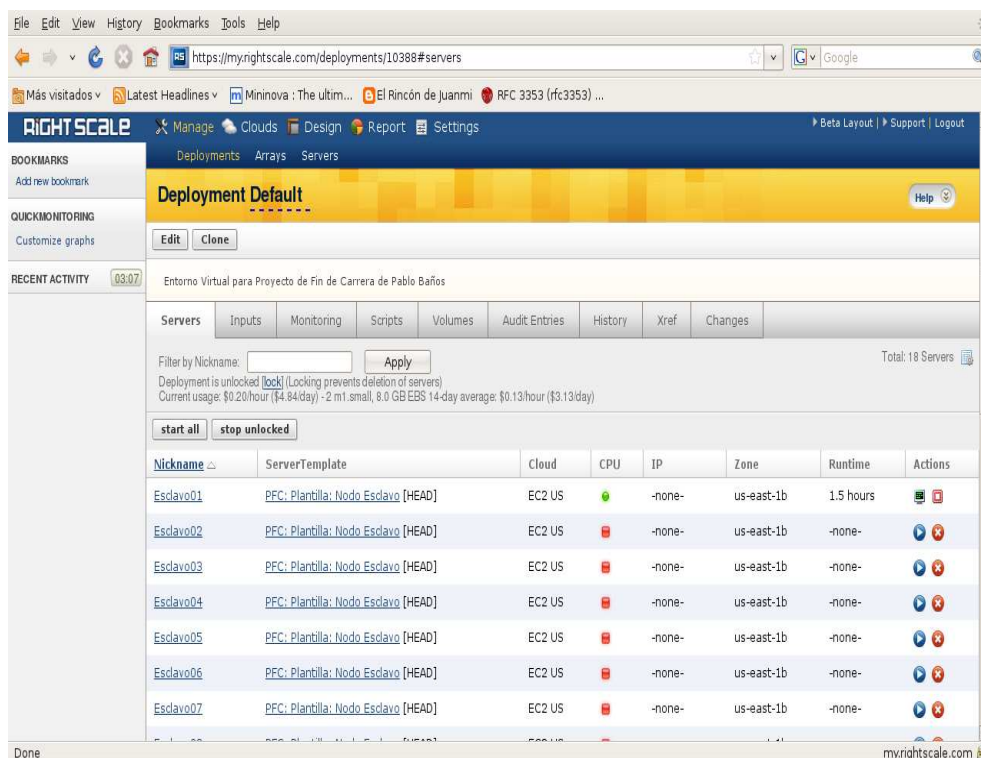 File Edit View History Bookmarks Tools Help
https://my.rightscale.com/deployments/10388#servers
Google
Más visitados Latest Headlines Mininova : The ultim... El Rincón de Juanmi RFC 3353 (rfc3353) ...
RIGHTSCALE
Manage Clouds Design Report Settings
Beta Layout | Support | Logout
Deployments Arrays Servers
BOOKMARKS
Add new bookmark
QUICKMONITORING
Customize graphs
RECENT ACTIVITY 03:07
Deployment Default
Help
Edit Clone
Entorno Virtual para Proyecto de Fin de Carrera de Pablo Baños
Servers Inputs Monitoring Scripts Volumes Audit Entries History Xref Changes
Filter by Nickname: Apply
Total: 18 Servers
Deployment is unlocked [lock] (Locking prevents deletion of servers)
Current usage: $0.20/hour ($4.84/day) - 2 m1.small, 8.0 GB EBS 14-day average: $0.13/hour ($3.13/day)
start all stop unlocked
Nickname ServerTemplate Cloud CPU IP Zone Runtime Actions
Esclavo01 PFC: Plantilla: Nodo Esclavo [HEAD] EC2 US -none- us-east-1b 1.5 hours
Esclavo02 PFC: Plantilla: Nodo Esclavo [HEAD] EC2 US -none- us-east-1b -none-
Esclavo03 PFC: Plantilla: Nodo Esclavo [HEAD] EC2 US -none- us-east-1b -none-
Esclavo04 PFC: Plantilla: Nodo Esclavo [HEAD] EC2 US -none- us-east-1b -none-
Esclavo05 PFC: Plantilla: Nodo Esclavo [HEAD] EC2 US -none- us-east-1b -none-
Esclavo06 PFC: Plantilla: Nodo Esclavo [HEAD] EC2 US -none- us-east-1b -none-
Esclavo07 PFC: Plantilla: Nodo Esclavo [HEAD] EC2 US -none- us-east-1b -none-
Done
my.rightscale.com